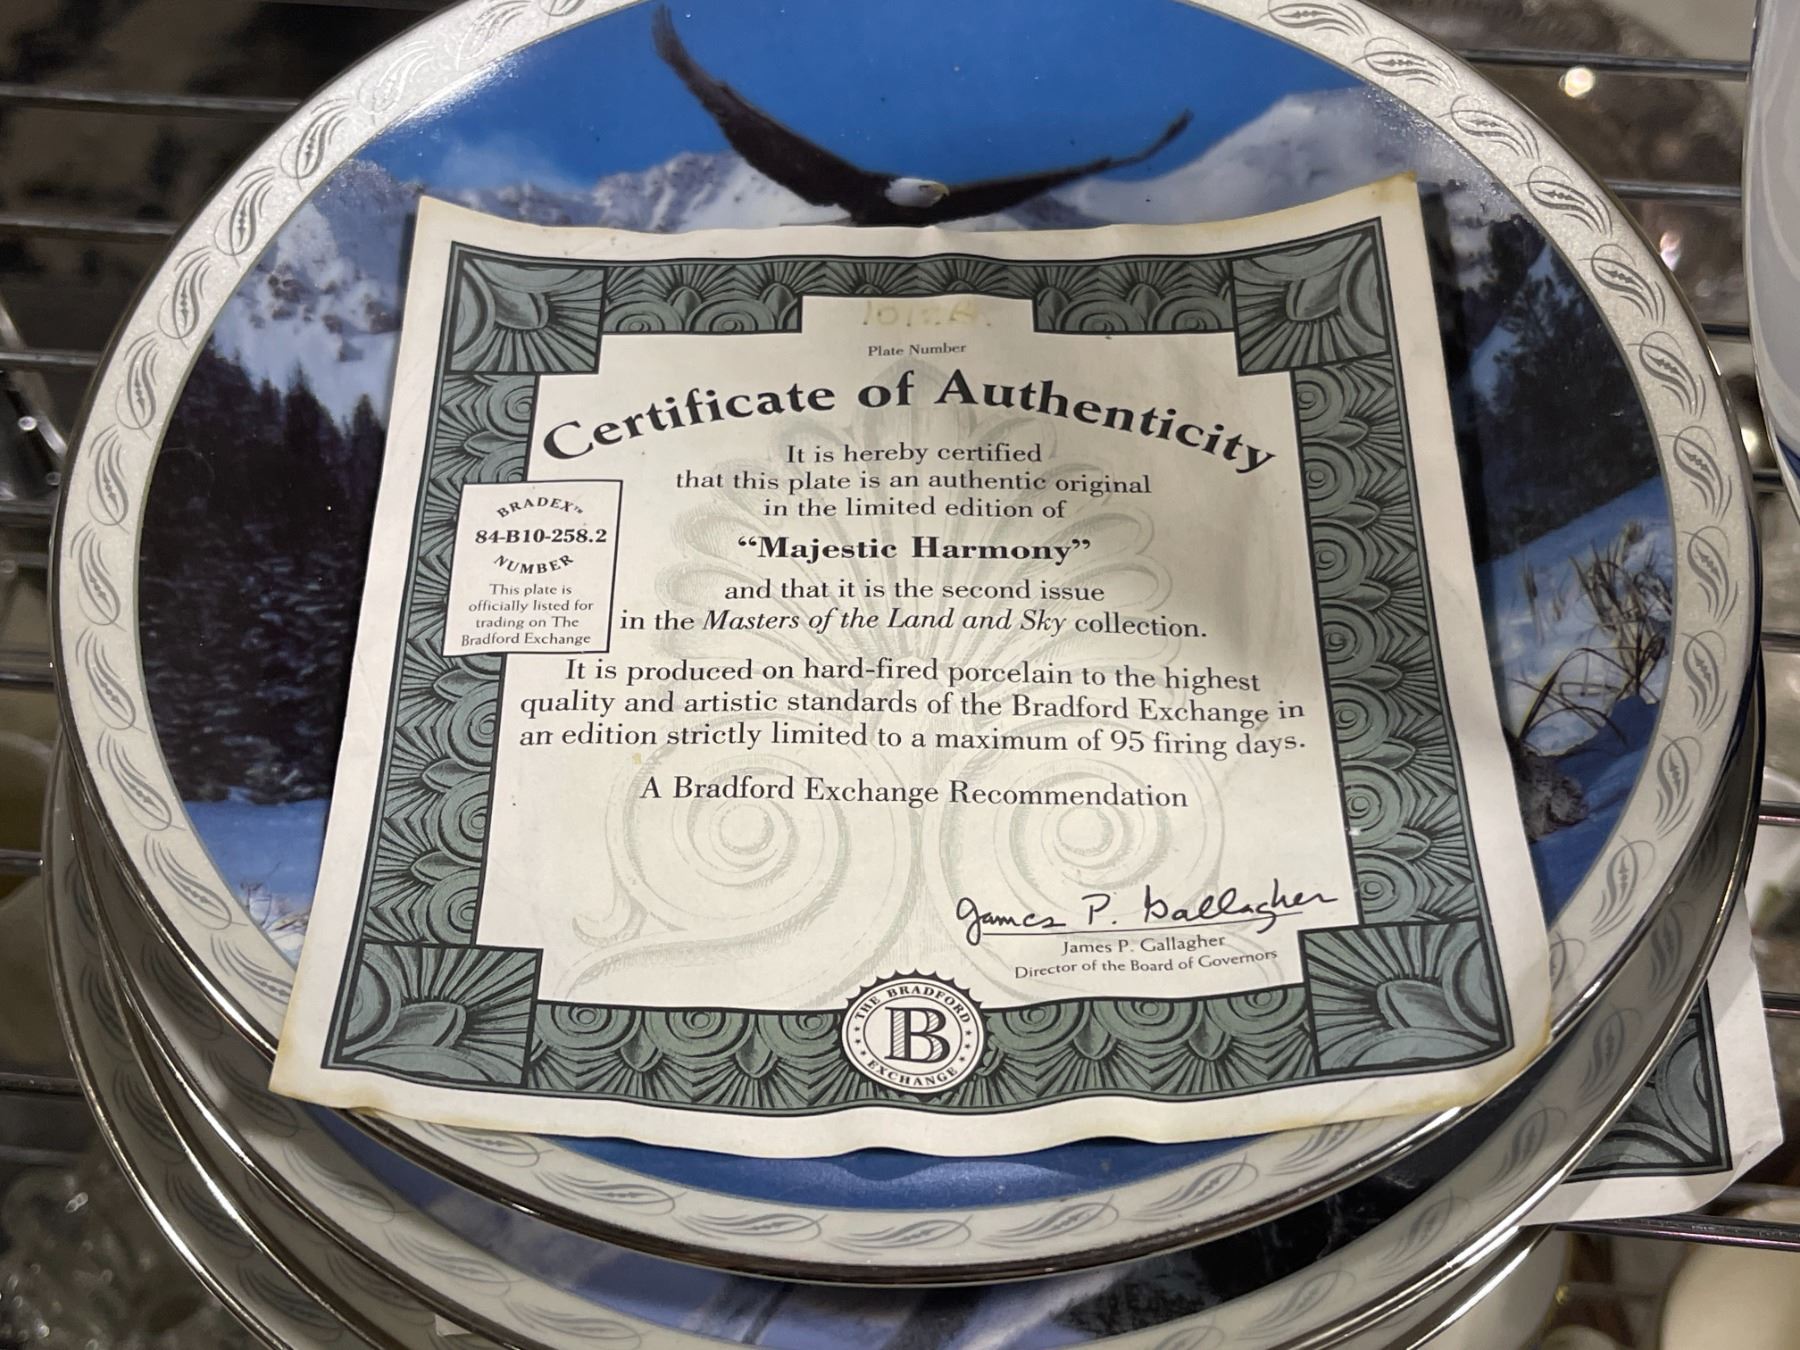 Plate Number
Certificate of Authenticity
It is hereby certified
that this plate is an authentic original
in the limited edition of
“Majestic Harmony”
and that it is the second issue
in the Masters of the Land and Sky collection.
BRADEX™
84-B10-258.2
NUMBER
This plate is
officially listed for
trading on The
Bradford Exchange
It is produced on hard-fired porcelain to the highest
quality and artistic standards of the Bradford Exchange in
an edition strictly limited to a maximum of 95 firing days.
A Bradford Exchange Recommendation
James P. Gallagher
James P. Gallagher
Director of the Board of Governors
THE BRADFORD
B
EXCHANGE